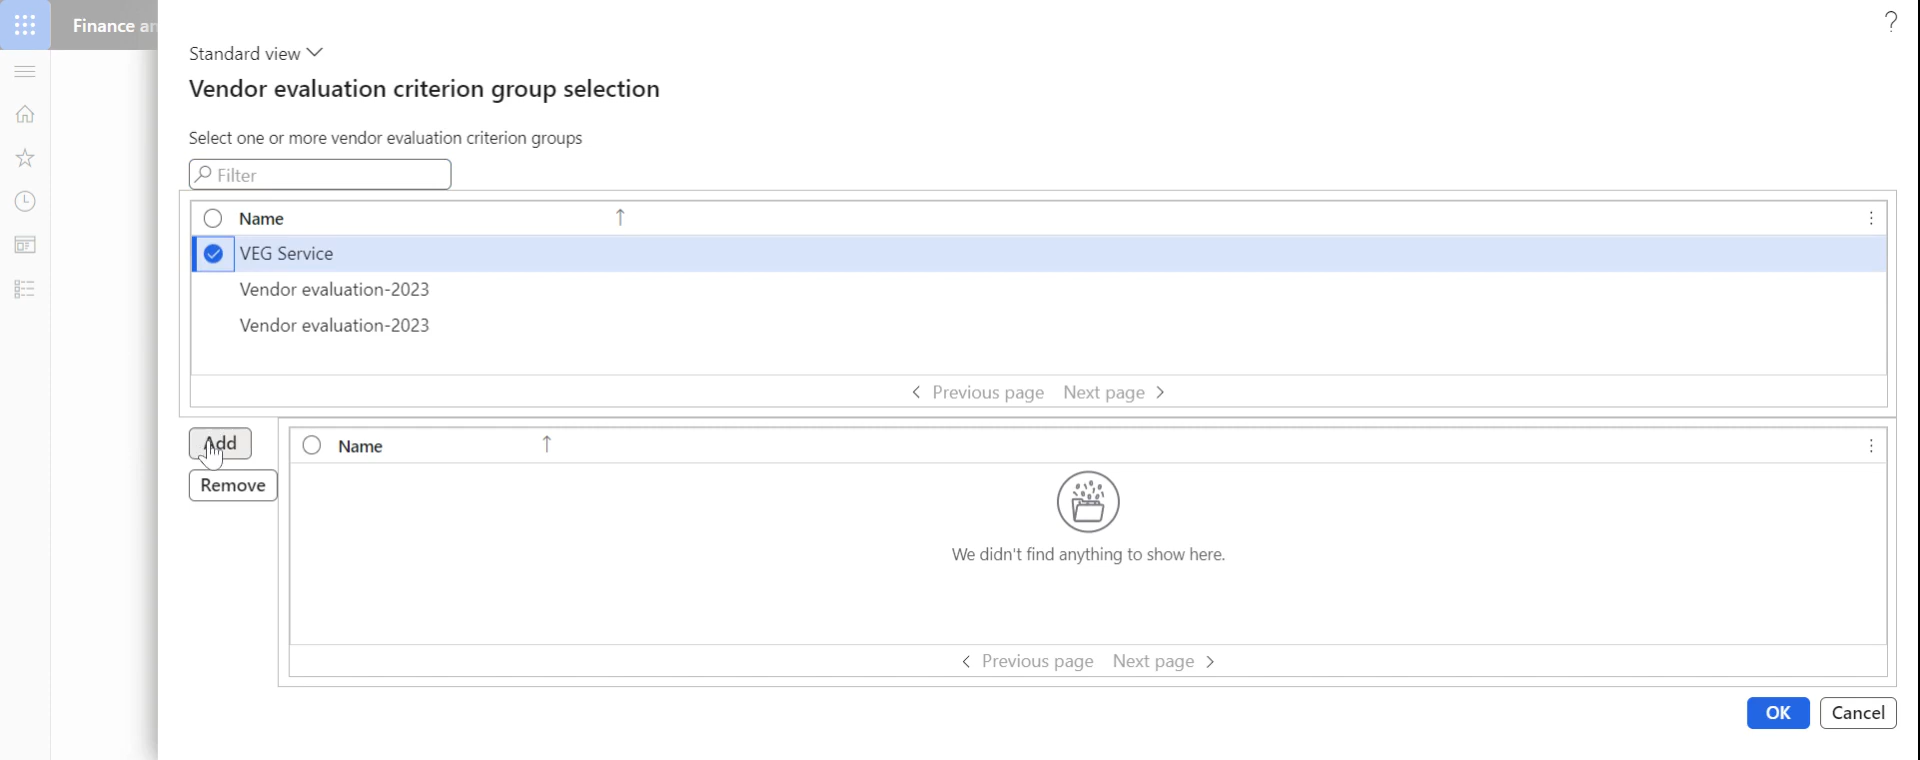 Finance an
?
Standard view
Vendor evaluation criterion group selection
Select one or more vendor evaluation criterion groups
Filter
Name
VEG Service
Vendor evaluation-2023
Vendor evaluation-2023
Previous page Next page
Add
Name
Remove
We didn't find anything to show here.
Previous page Next page
OK Cancel